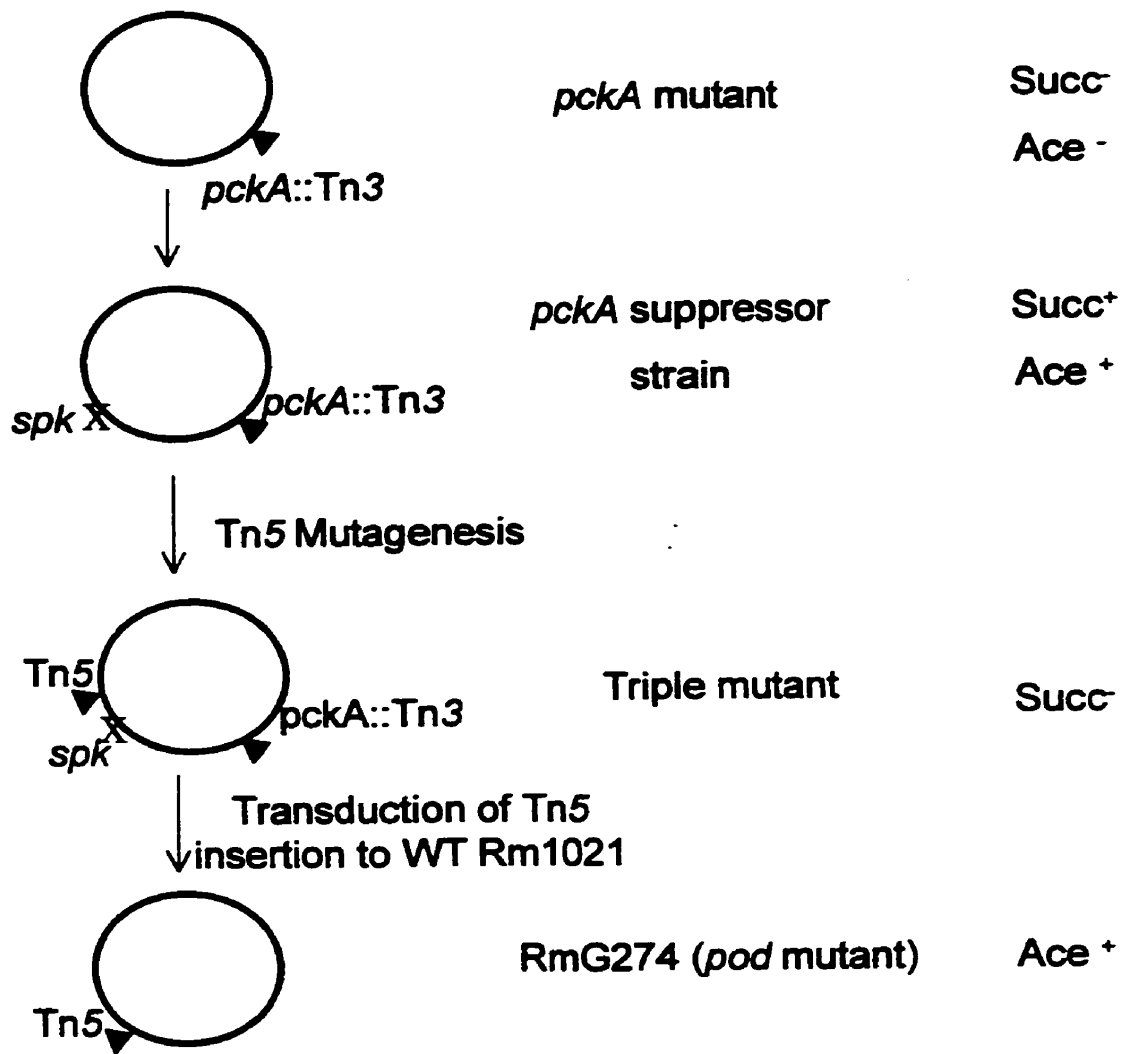 pckA mutant
Succ-
Ace -
pckA::Tn3
pckA suppressor
strain
Succ+
Ace +
spk X
pckA::Tn3
Tn5 Mutagenesis
Tn5
spk X
pckA::Tn3
Triple mutant
Succ-
Transduction of Tn5
insertion to WT Rm1021
RmG274 (pod mutant)
Ace +
Tn5